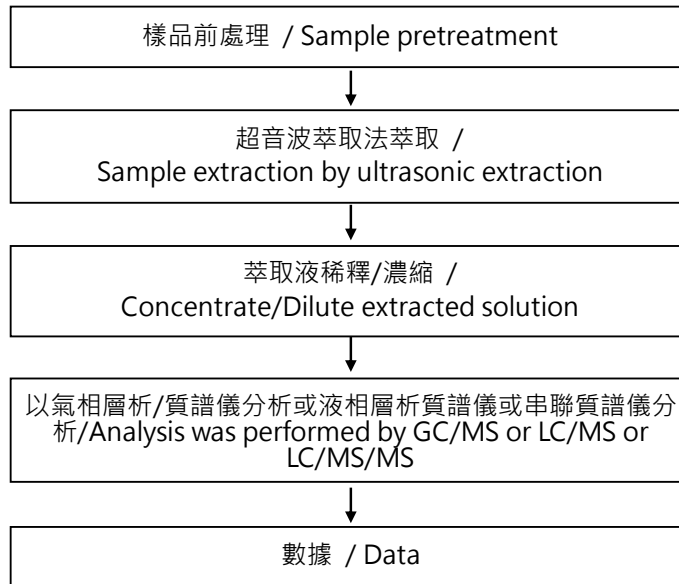 樣品前處理 / Sample pretreatment
超音波萃取法萃取 /
Sample extraction by ultrasonic extraction
萃取液稀釋/濃縮 /
Concentrate/Dilute extracted solution
以氣相層析/質譜儀分析或液相層析質譜儀或串聯質譜儀分
析/Analysis was performed by GC/MS or LC/MS or
LC/MS/MS
數據 / Data